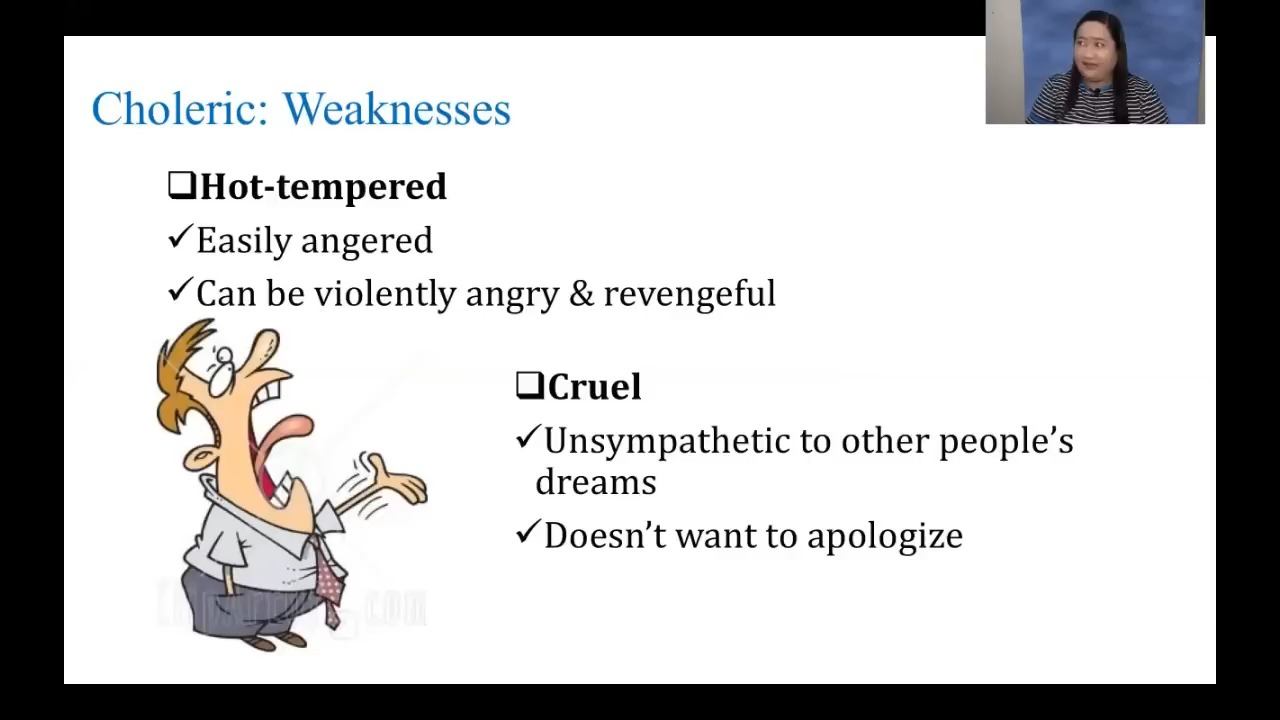 Choleric: Weaknesses
❑Hot-tempered
✓Easily angered
✓Can be violently angry & revengeful
❑Cruel
✓Unsympathetic to other people’s
dreams
✓Doesn’t want to apologize